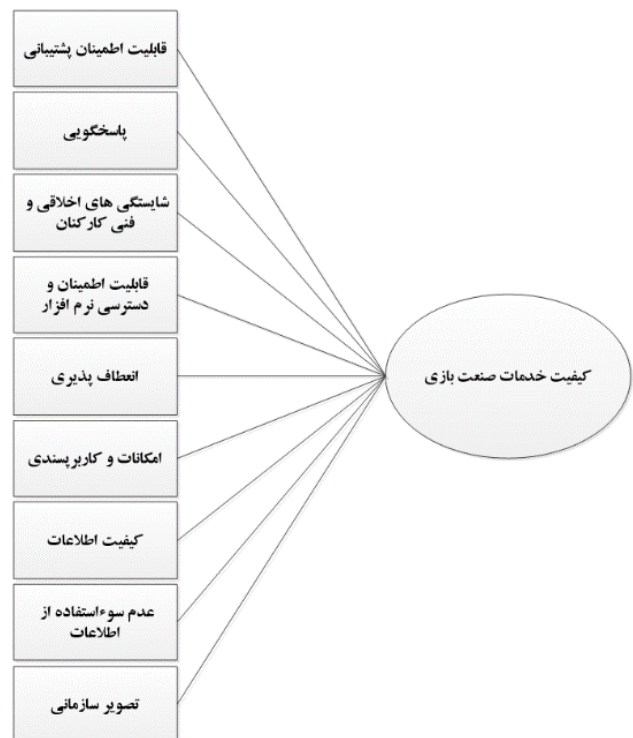 قابلیت اطمینان پشتیبانی
پاسخگویی
شایستگی های اخلاقی و
فنی کارکنان
قابلیت اطمینان و
دسترسی نرم افزار
انعطاف پذیری
امکانات و کاربرپسندی
کیفیت اطلاعات
عدم سوءاستفاده از
اطلاعات
تصویر سازمانی
کیفیت خدمات صنعت بازی